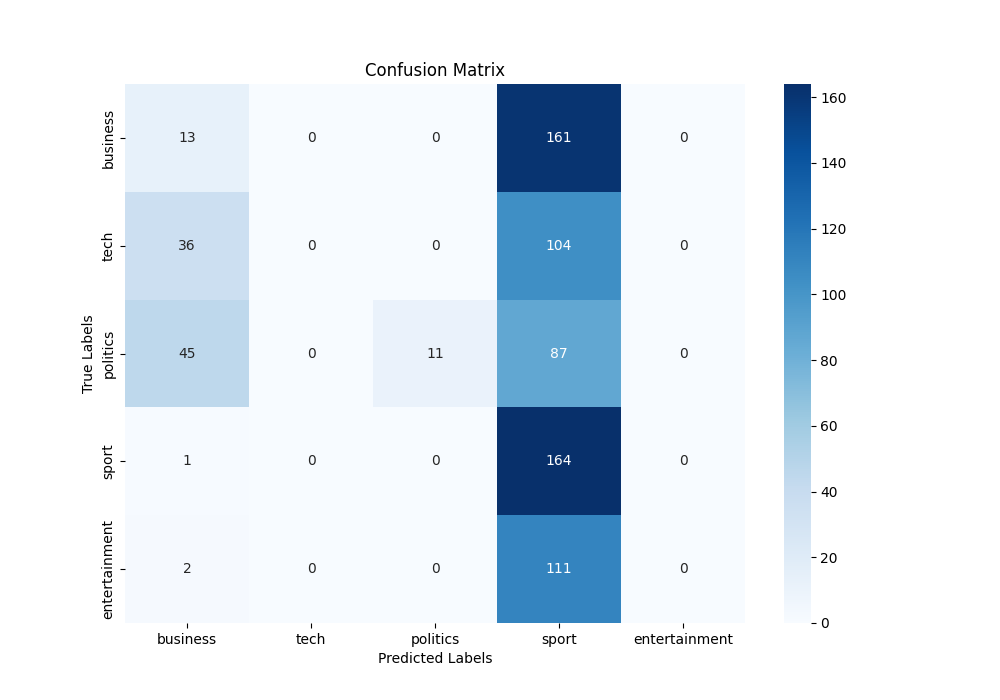 Confusion Matrix
True Labels
business
13 0 0 161 0
tech
36 0 0 104 0
politics
45 0 11 87 0
sport
1 0 0 164 0
entertainment
2 0 0 111 0
business tech politics sport entertainment
Predicted Labels
160
140
120
100
80
60
40
20
0